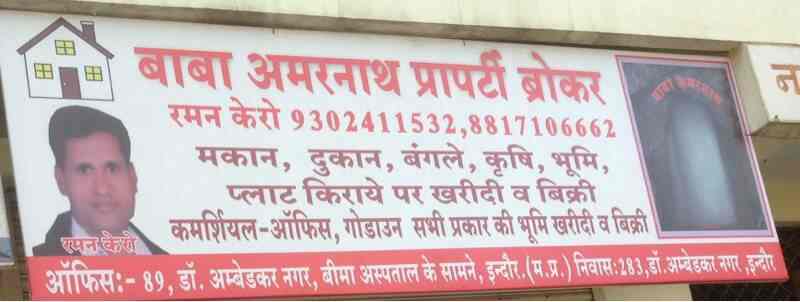 बाबा अमरनाथ प्रापर्टी ब्रोकर
रमन केरो 9302411532,8817106662
मकान, दुकान, बंगले, कृषि, भूमि,
प्लाट किराये पर खरीदी व बिक्री
कमर्शियल-ऑफिस, गोडाउन सभी प्रकार की भूमि खरीदी व बिक्री
रमन केरो
बाबा अमरनाथ
ऑफिस:- 89, डॉ. अम्बेडकर नगर, बीमा अस्पताल के सामने, इन्दौर.(म.प्र.) निवास:283,डॉ.अम्बेडकर नगर ,इन्दौर